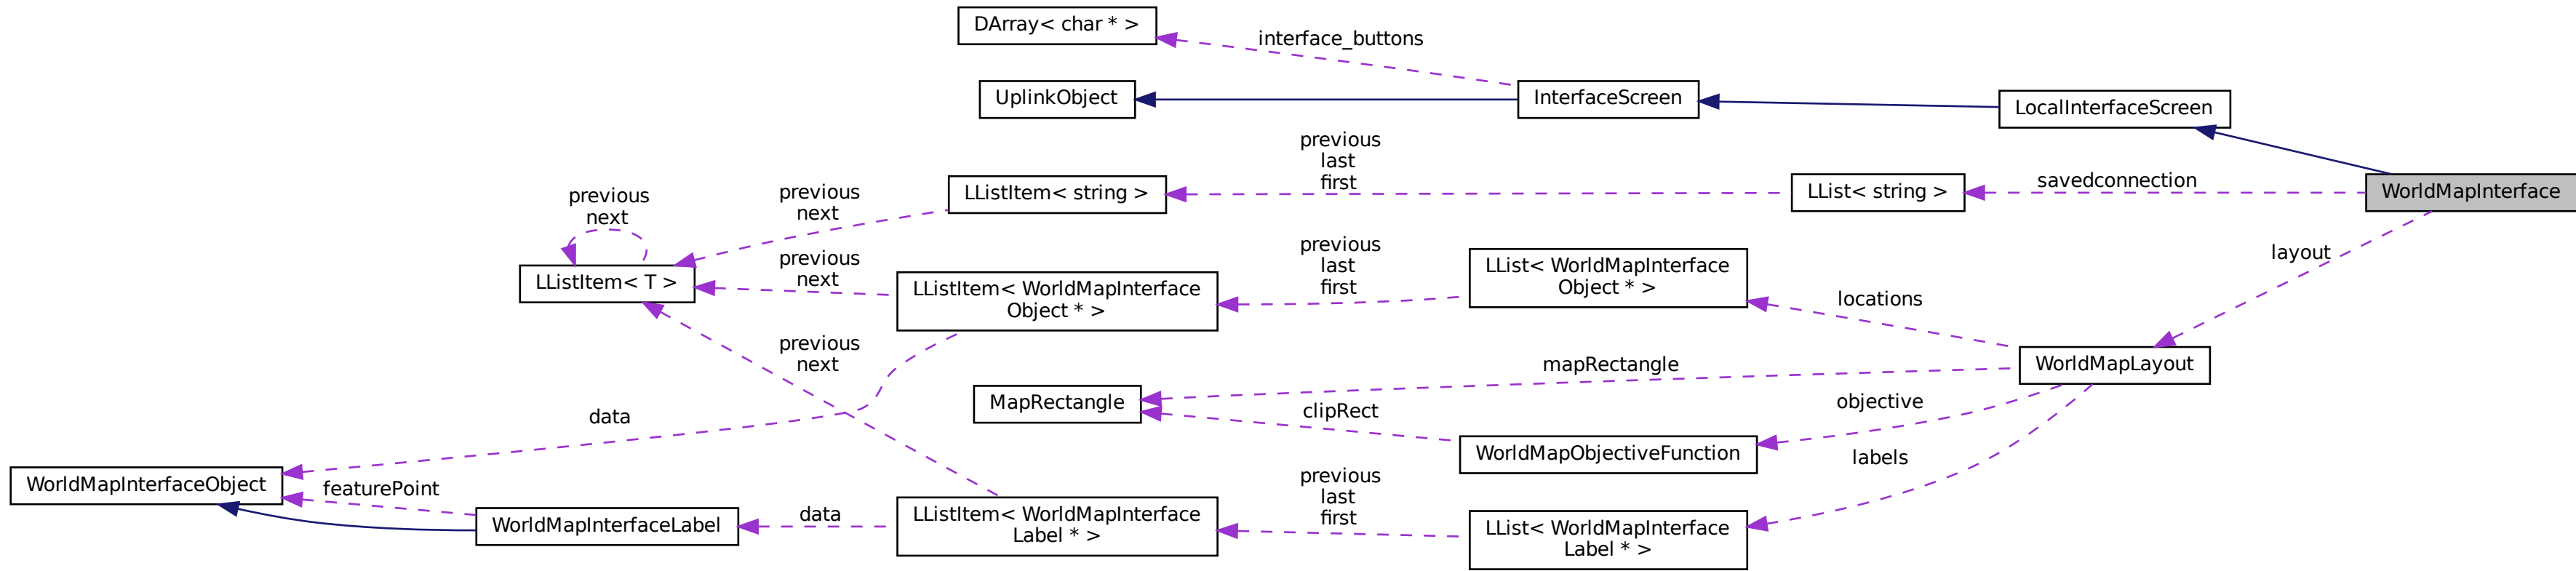 DArray< char * >
interface_buttons
UplinkObject
InterfaceScreen
LocalInterfaceScreen
previous
last
first
previous
next
previous
next
LListItem< string >
LList< string >
savedconnection
WorldMapInterface
previous
last
first
previous
next
LList< WorldMapInterface
Object * >
layout
LListItem< T >
LListItem< WorldMapInterface
Object * >
locations
previous
next
mapRectangle
WorldMapLayout
MapRectangle
clipRect
objective
data
WorldMapObjectiveFunction
labels
WorldMapInterfaceObject
featurePoint
previous
last
first
WorldMapInterfaceLabel
data
LListItem< WorldMapInterface
Label * >
LList< WorldMapInterface
Label * >